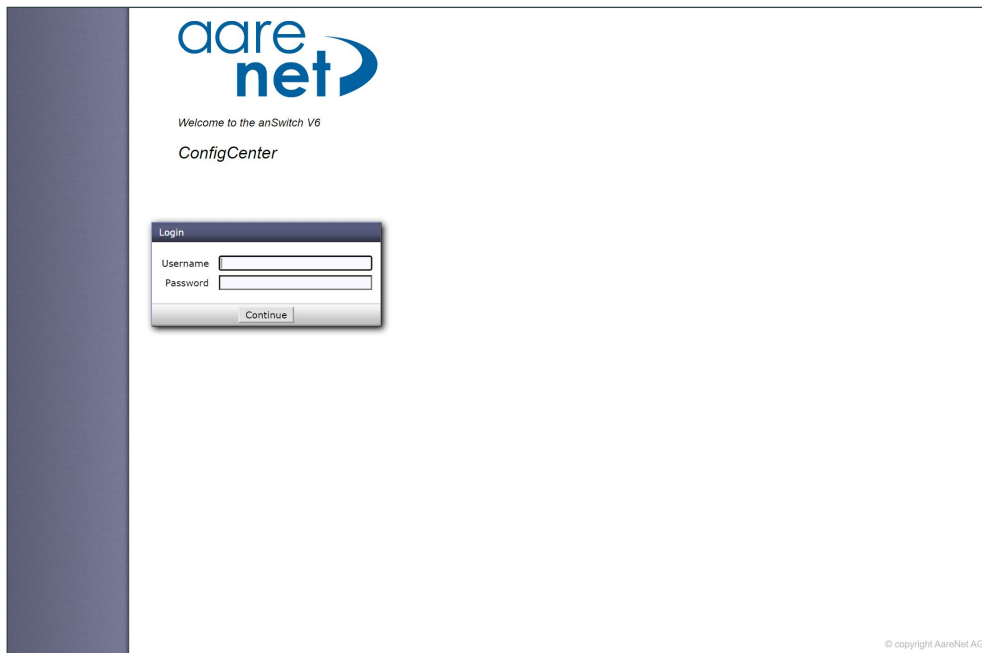 aare
net
Welcome to the anSwitch V6
ConfigCenter
Login
Username
Password
Continue
© copyright AareNet AG